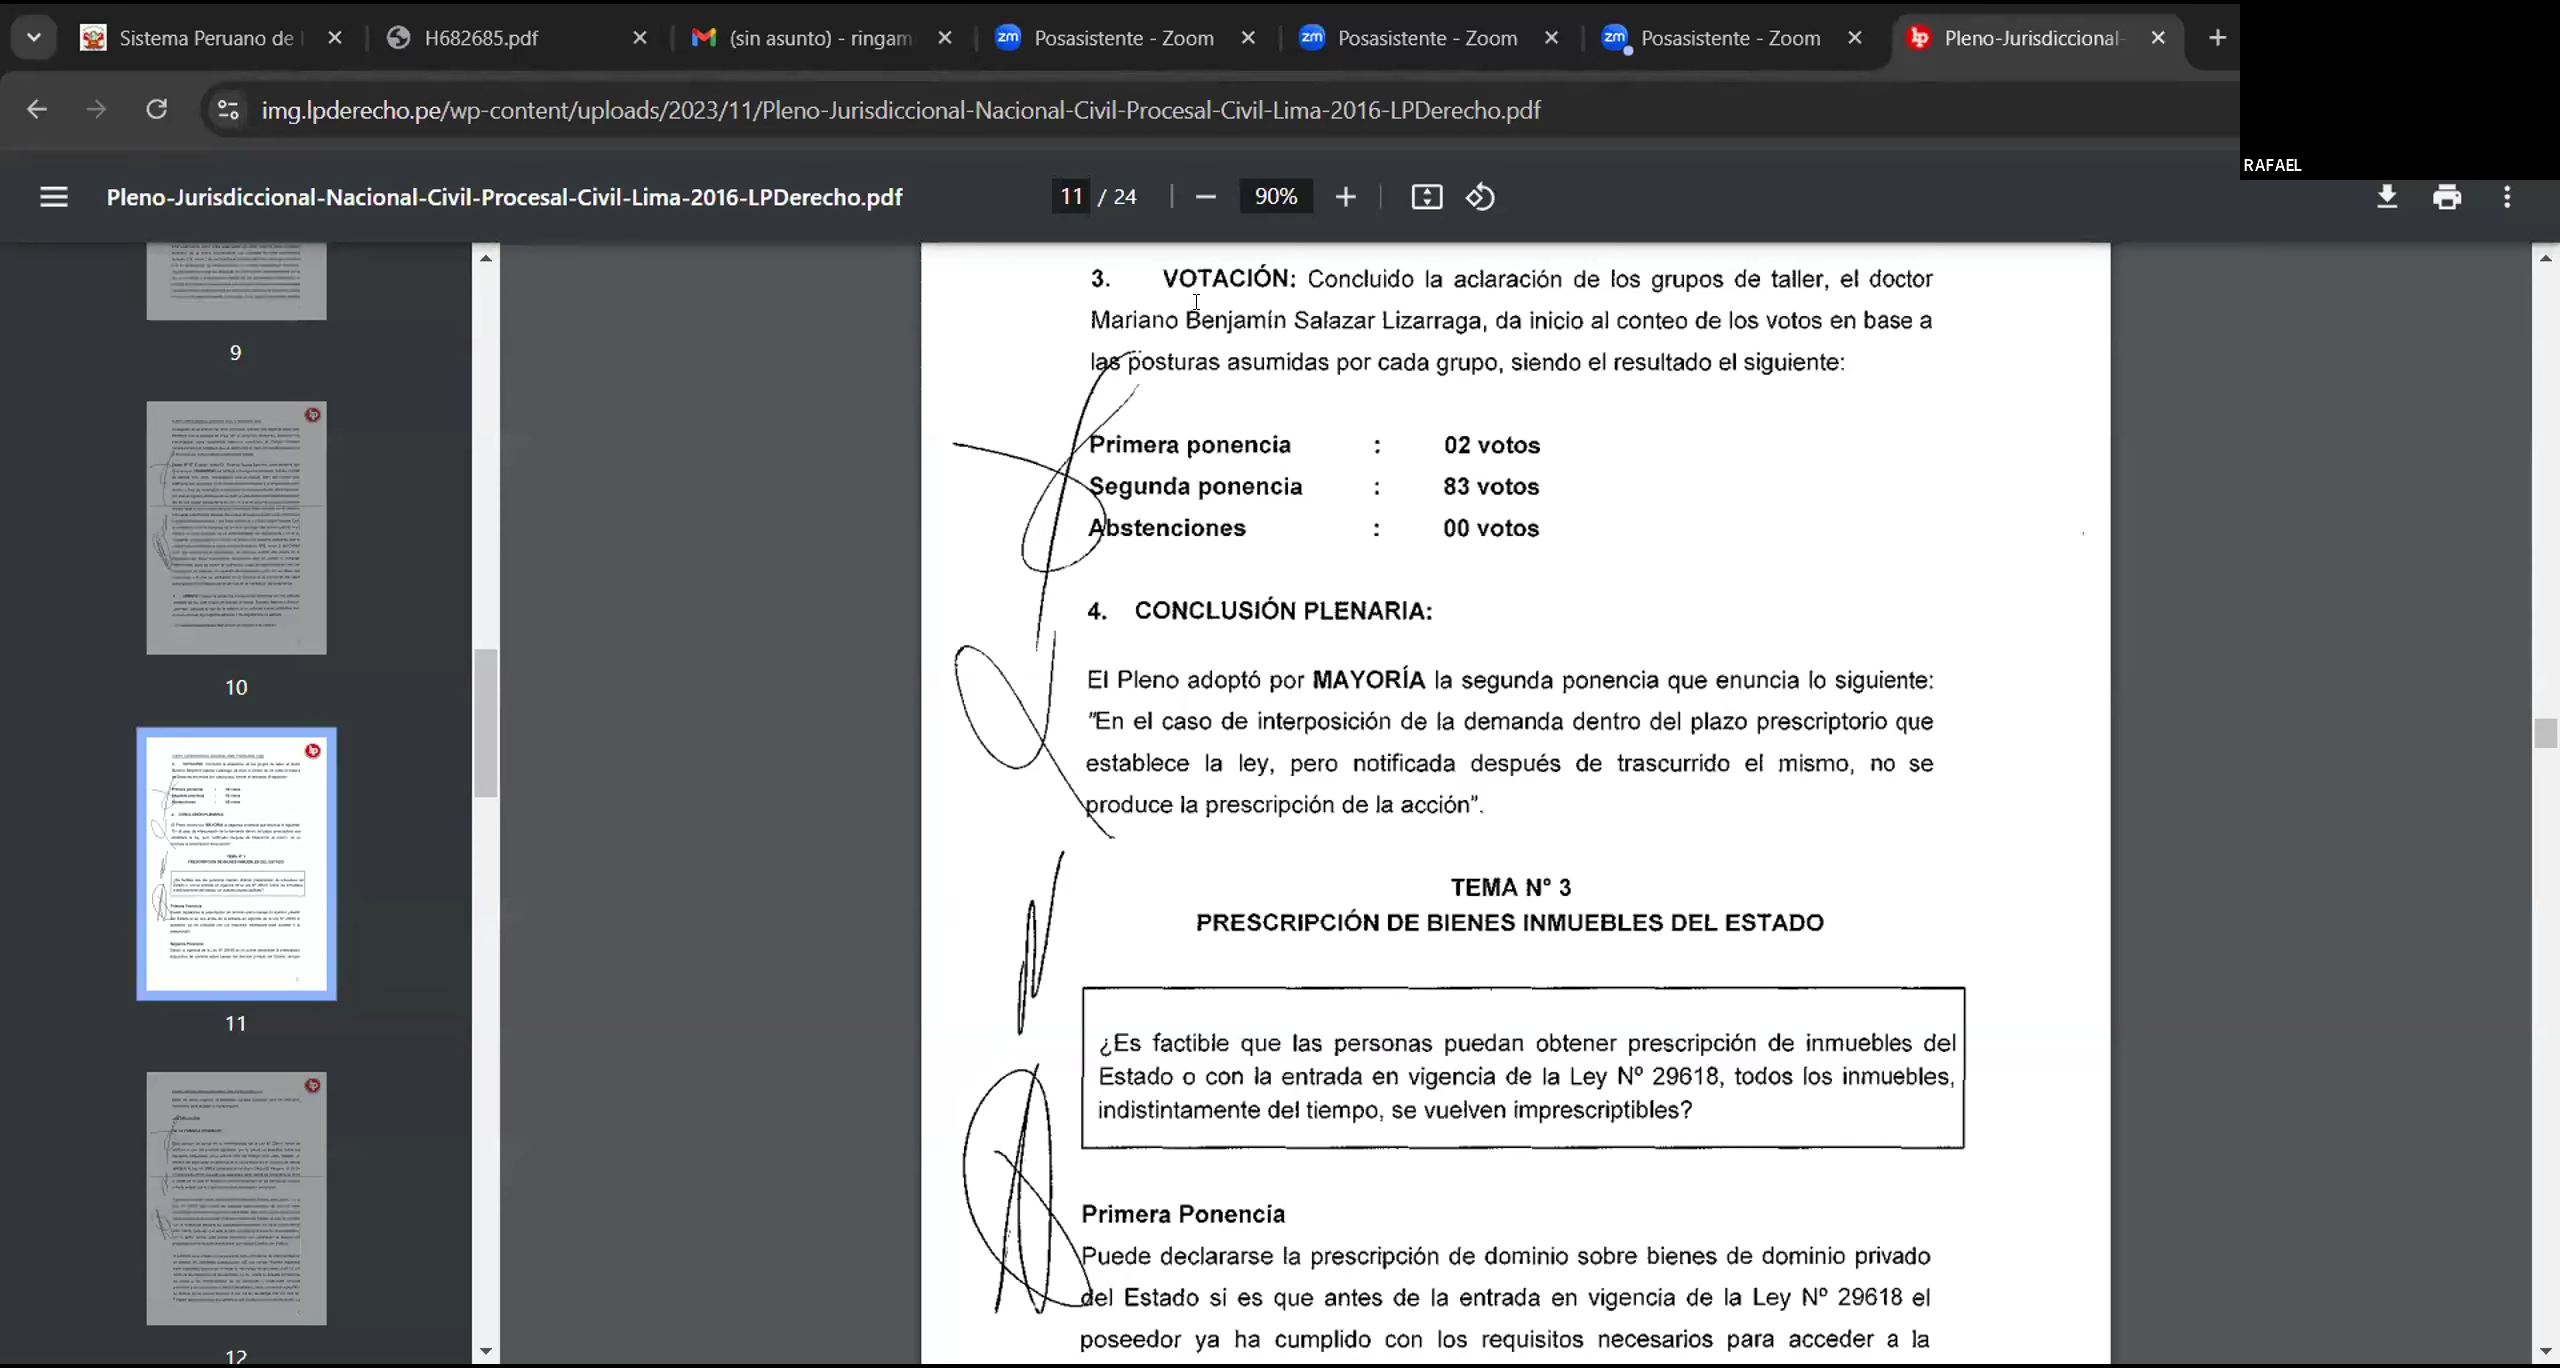 Sistema Peruano de
H682685.pdf
(sin asunto) - ringam
Posasistente - Zoom
Posasistente - Zoom
Posasistente - Zoom
Pleno-Jurisdiccional-
img.lpderecho.pe/wp-content/uploads/2023/11/Pleno-Jurisdiccional-Nacional-Civil-Procesal-Civil-Lima-2016-LPDerecho.pdf
RAFAEL
Pleno-Jurisdiccional-Nacional-Civil-Procesal-Civil-Lima-2016-LPDerecho.pdf
11 / 24
90%
9
10
11
12
3. VOTACIÓN: Concluido la aclaración de los grupos de taller, el doctor
Mariano Benjamín Salazar Lizarraga, da inicio al conteo de los votos en base a
las posturas asumidas por cada grupo, siendo el resultado el siguiente:
Primera ponencia : 02 votos
Segunda ponencia : 83 votos
Abstenciones : 00 votos
4. CONCLUSIÓN PLENARIA:
El Pleno adoptó por MAYORÍA la segunda ponencia que enuncia lo siguiente:
"En el caso de interposición de la demanda dentro del plazo prescriptorio que
establece la ley, pero notificada después de trascurrido el mismo, no se
produce la prescripción de la acción".
TEMA N° 3
PRESCRIPCIÓN DE BIENES INMUEBLES DEL ESTADO
¿Es factible que las personas puedan obtener prescripción de inmuebles del
Estado o con la entrada en vigencia de la Ley Nº 29618, todos los inmuebles,
indistintamente del tiempo, se vuelven imprescriptibles?
Primera Ponencia
Puede declararse la prescripción de dominio sobre bienes de dominio privado
del Estado si es que antes de la entrada en vigencia de la Ley Nº 29618 el
poseedor ya ha cumplido con los requisitos necesarios para acceder a la